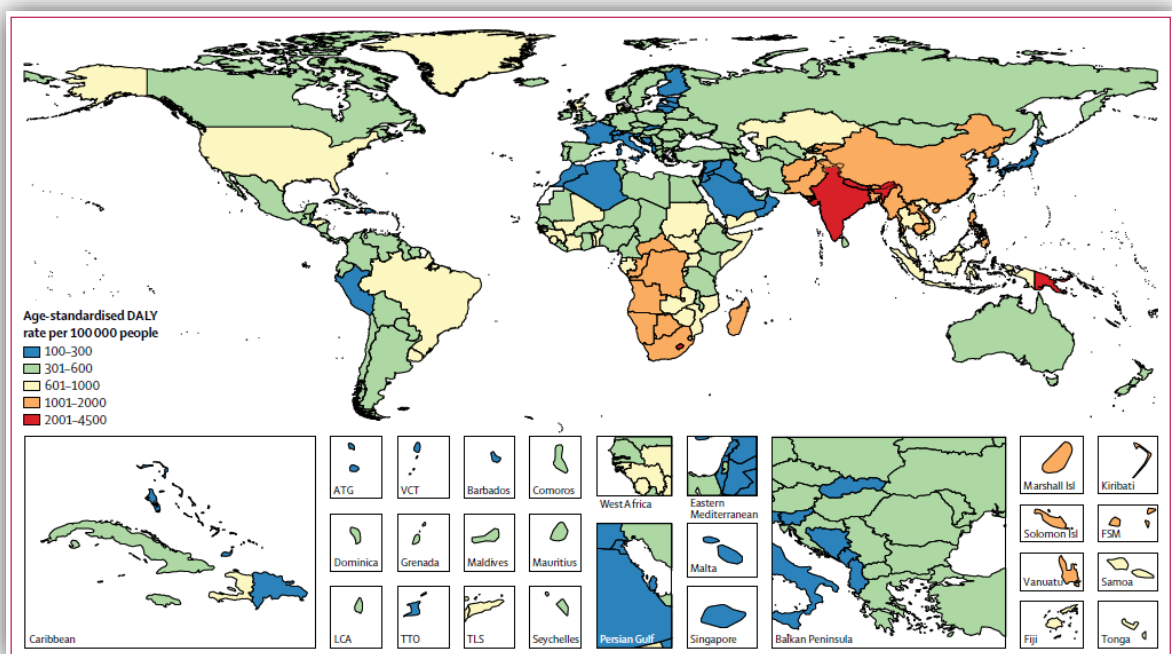 Age-standardised DALY
rate per 100 000 people
100–300
301–600
601–1000
1001–2000
2001–4500
Caribbean
ATG
VCT
Barbados
Comoros
West Africa
Eastern
Mediterranean
Marshall Isl
Kiribati
Dominica
Grenada
Maldives
Mauritius
Malta
Solomon Isl
FSM
Vanuatu
Samoa
LCA
TTO
TLS
Seychelles
Persian Gulf
Singapore
Balkan Peninsula
Fiji
Tonga